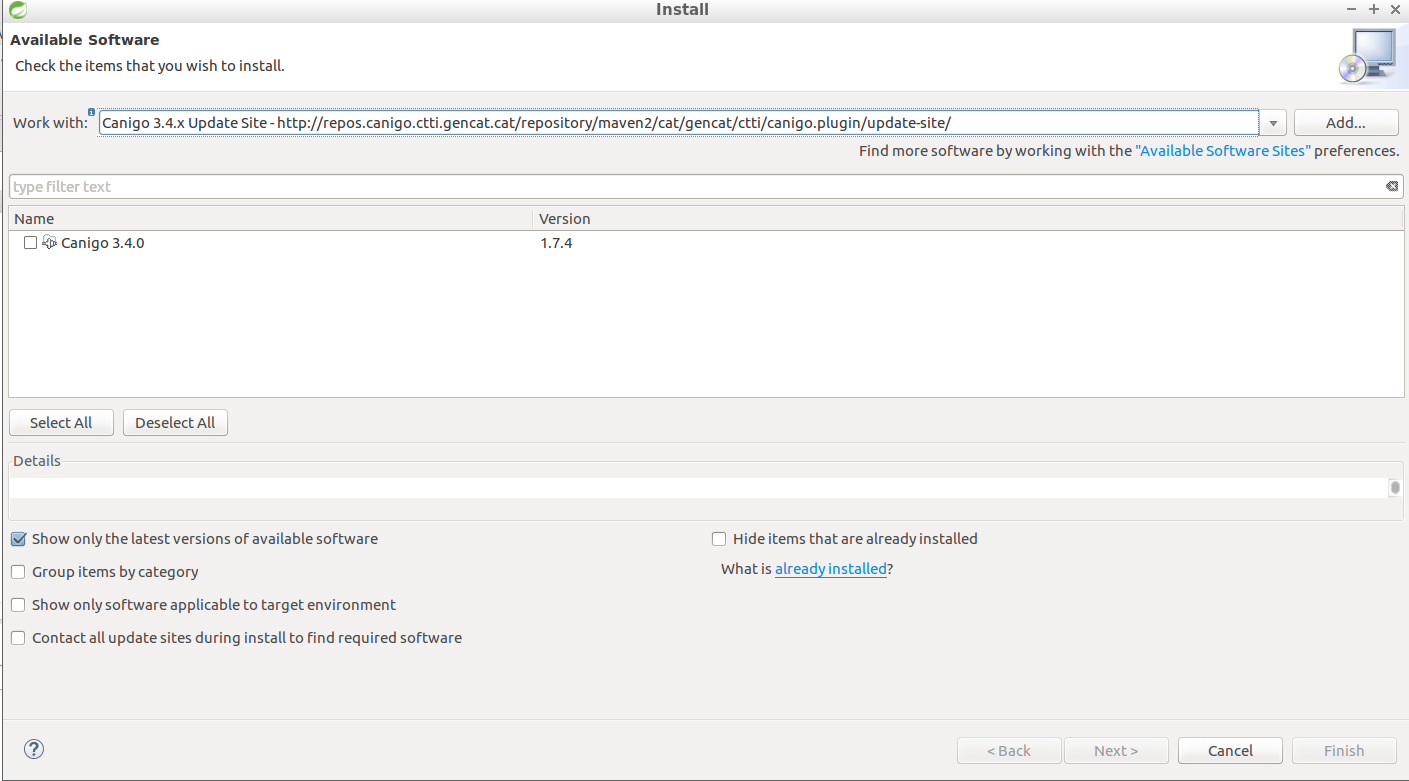 Install
Available Software
Check the items that you wish to install.
Work with: Canigo 3.4.x Update Site - http://repos.canigo.ctti.gencat.cat/repository/maven2/cat/gencat/ctti/canigo.plugin/update-site/ Add...
Find more software by working with the "Available Software Sites" preferences.
type filter text
Name Version
Canigo 3.4.0 1.7.4
Select All Deselect All
Details
Show only the latest versions of available software Hide items that are already installed
Group items by category What is already installed?
Show only software applicable to target environment
Contact all update sites during install to find required software
? < Back Next > Cancel Finish